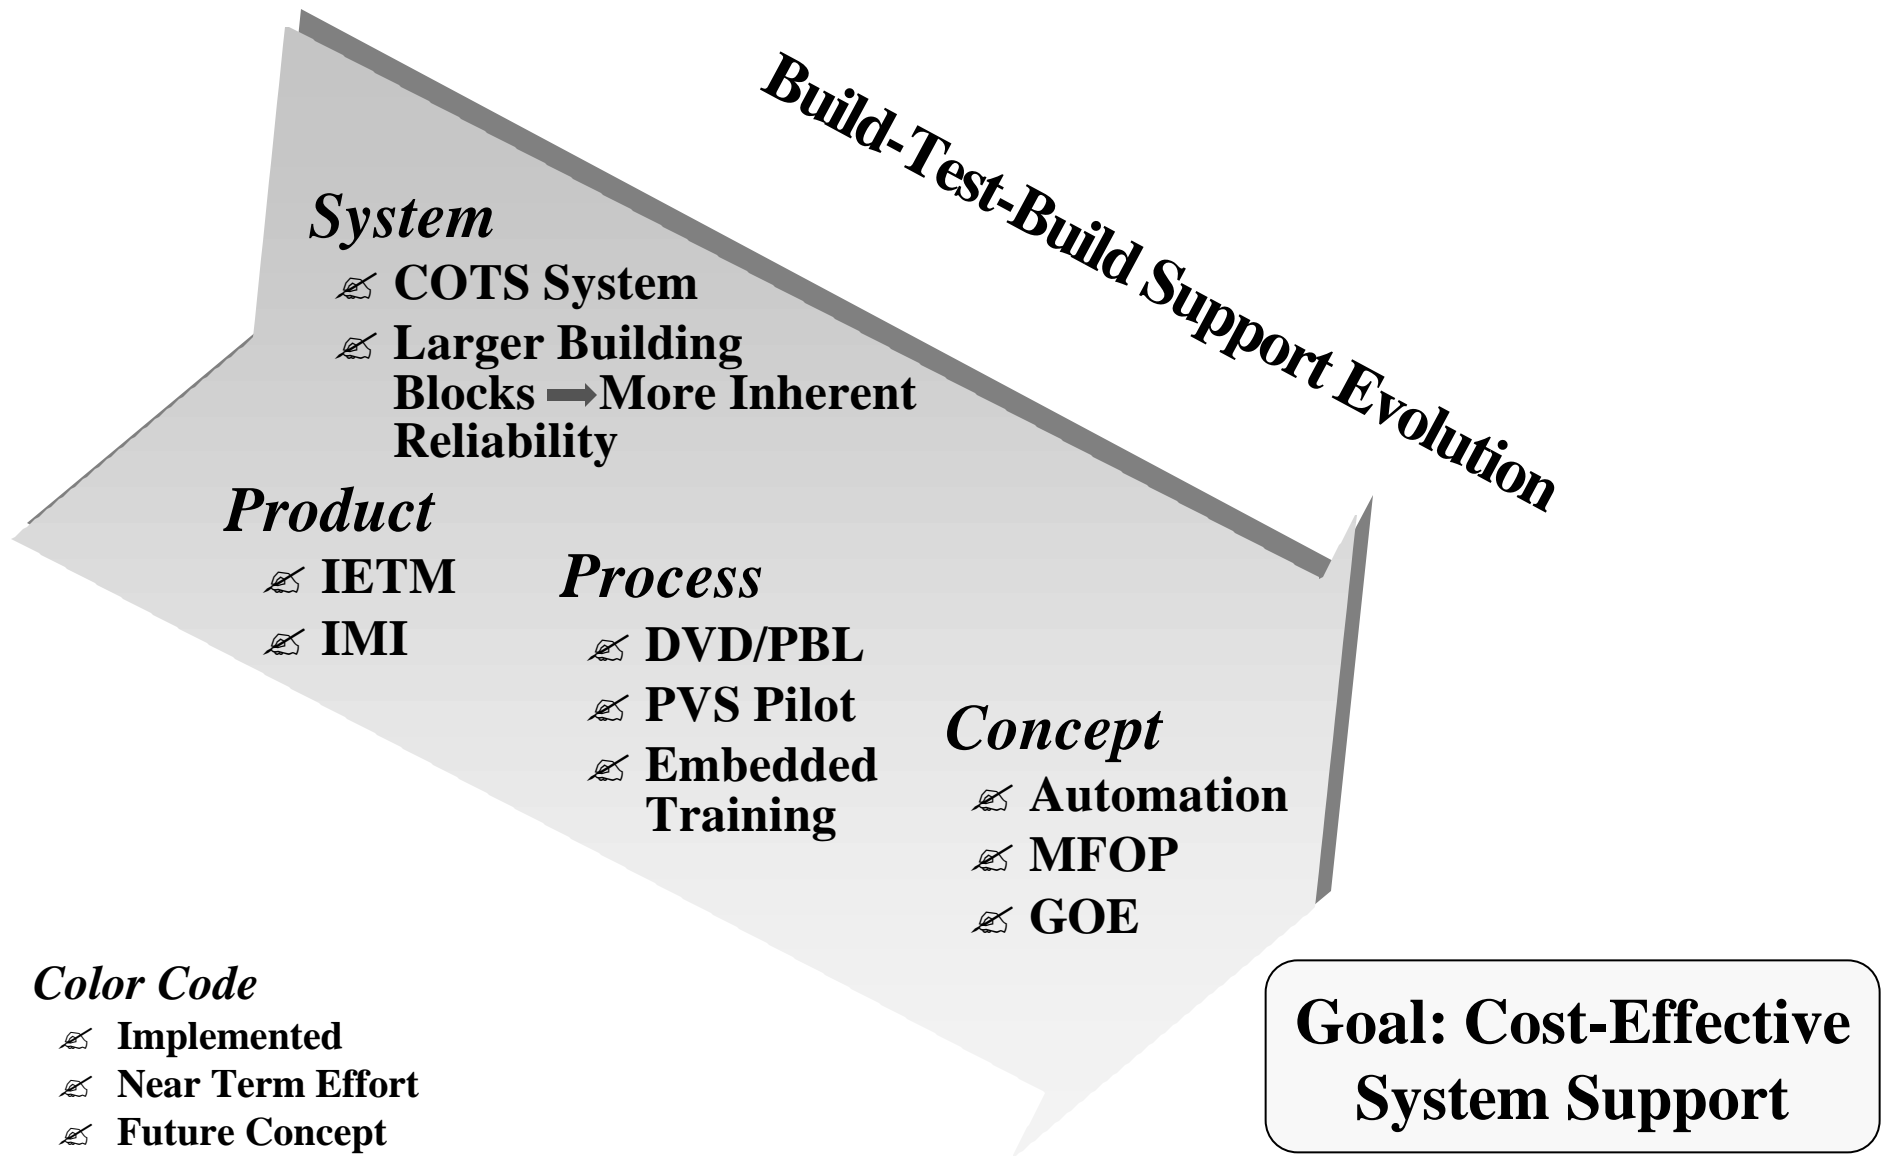 Build-Test-Build Support Evolution
System
COTS System
Larger Building
Blocks More Inherent
Reliability
Product
IETM
IMI
Process
DVD/PBL
PVS Pilot
Embedded
Training
Concept
Automation
MFOP
GOE
Color Code
Implemented
Near Term Effort
Future Concept
Goal: Cost-Effective
System Support